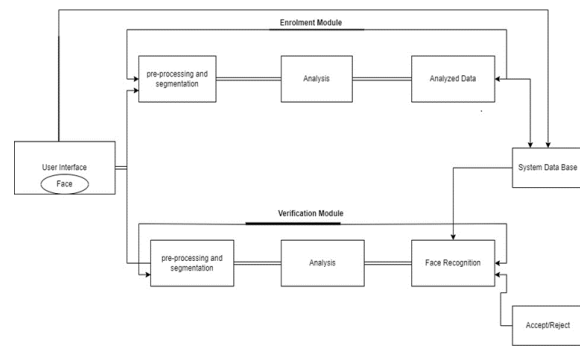 Enrolment Module
pre-processing and
segmentation
Analysis
Analyzed Data
User Interface
Face
System Data Base
Verification Module
pre-processing and
segmentation
Analysis
Face Recognition
Accept/Reject